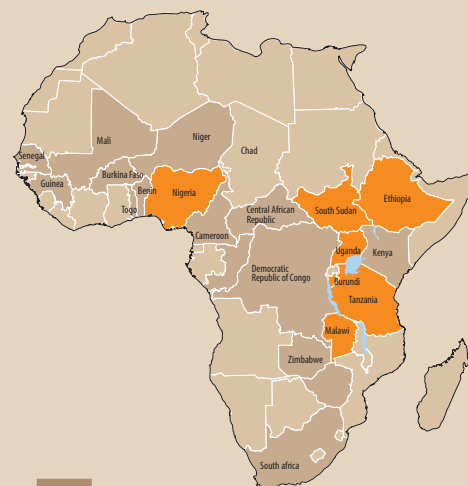 Mali
Niger
Chad
Senegal
Burkina Faso
Guinea
Benin
Nigeria
Togo
Ethiopia
South Sudan
Central African
Republic
Cameroon
Uganda
Kenya
Democratic
Republic of Congo
Burundi
Tanzania
Malawi
Zimbabwe
South africa